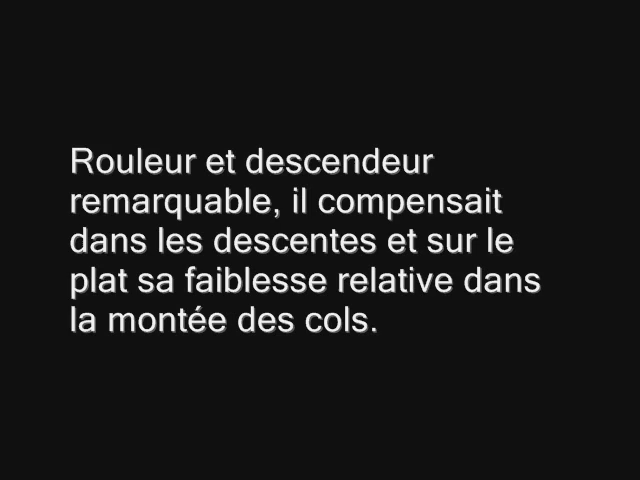 Rouleur et descendeur
remarquable, il compensait
dans les descentes et sur le
plat sa faiblesse relative dans
la montée des cols.